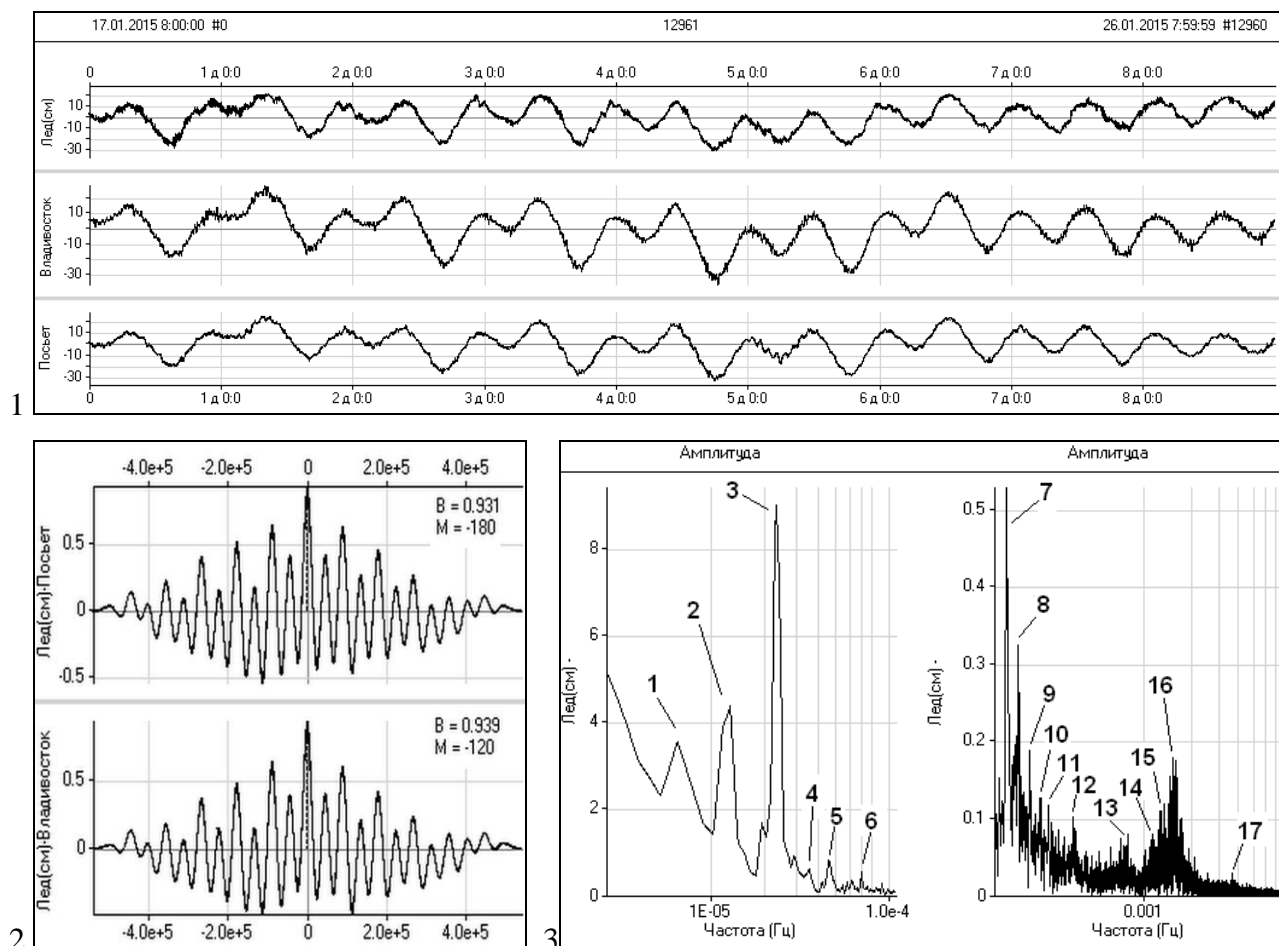 17.01.2015 8:00:00 #0 12961 26.01.2015 7:59:59 #12960
0 1 д 0:0 2 д 0:0 3 д 0:0 4 д 0:0 5 д 0:0 6 д 0:0 7 д 0:0 8 д 0:0
Лед(см)
10
-10
-30
Владивосток
10
-10
-30
Посьет
10
-10
-30
0 1 д 0:0 2 д 0:0 3 д 0:0 4 д 0:0 5 д 0:0 6 д 0:0 7 д 0:0 8 д 0:0
1
-4.0e+5 -2.0e+5 0 2.0e+5 4.0e+5
Лед(см)-Посьет
B = 0.931
M = -180
0.5
0
-0.5
Лед(см)-Владивосток
B = 0.939
M = -120
0.5
0
-4.0e+5 -2.0e+5 0 2.0e+5 4.0e+5
2
Амплитуда
Лед(см) -
8
6
4
2
0
1 2 3 4 5 6
1E-05 1.0e-4
Частота (Гц)
Амплитуда
Лед(см) -
0.5
0.4
0.3
0.2
0.1
0
7 8 9 10 11 12 13 14 15 16 17
0.001
Частота (Гц)
3